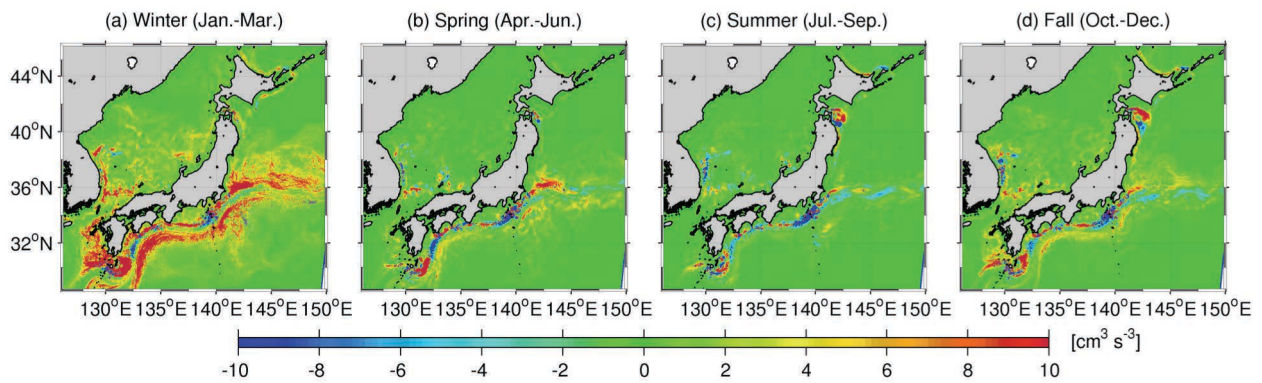 (a) Winter (Jan.-Mar.) (b) Spring (Apr.-Jun.) (c) Summer (Jul.-Sep.) (d) Fall (Oct.-Dec.)
44°N
40°N
36°N
32°N
130°E 135°E 140°E 145°E 150°E 130°E 135°E 140°E 145°E 150°E 130°E 135°E 140°E 145°E 150°E 130°E 135°E 140°E 145°E 150°E
-10 -8 -6 -4 -2 0 2 4 6 8 10 [cm³ s⁻³]